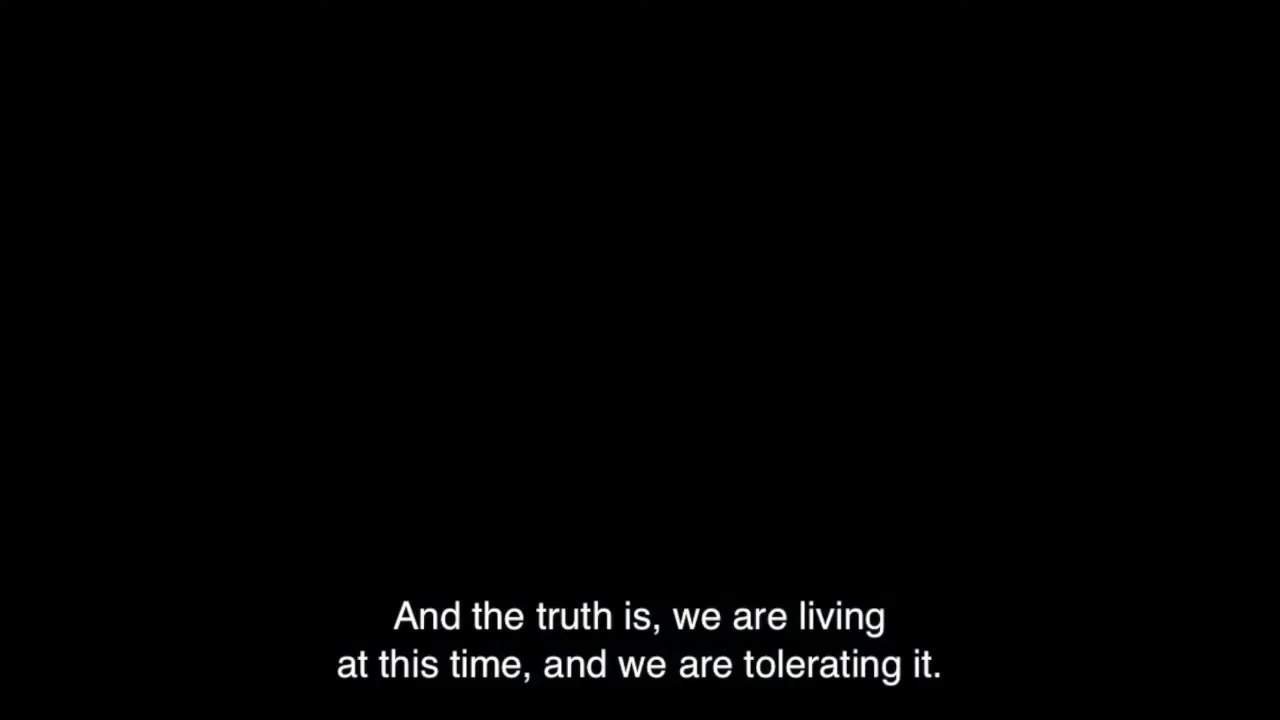 And the truth is, we are living
at this time, and we are tolerating it.